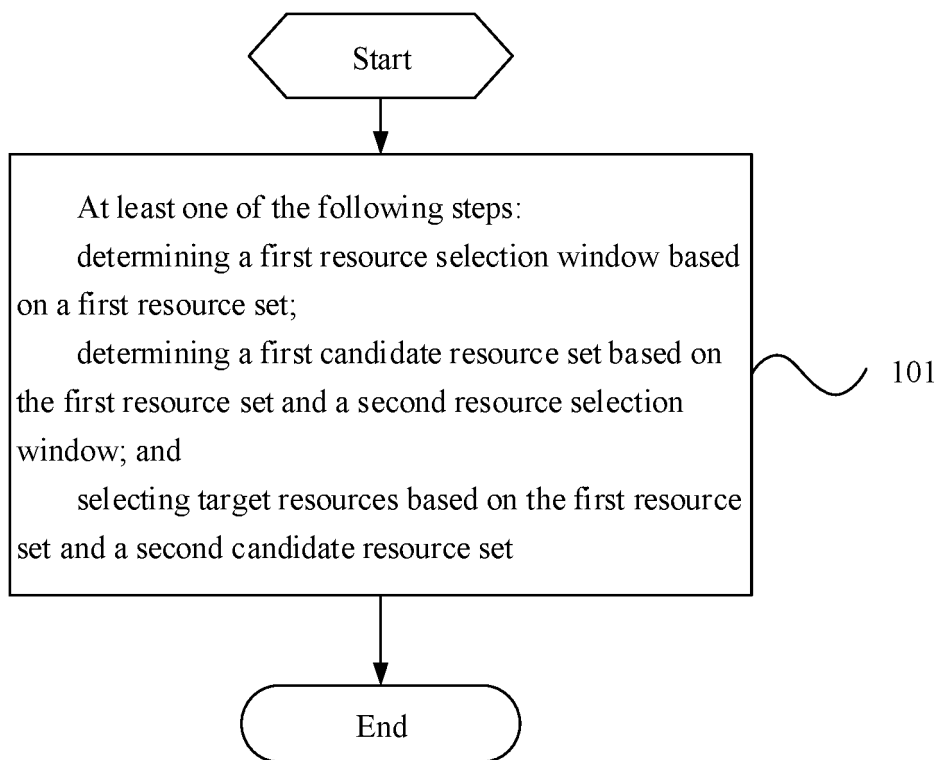 Start
At least one of the following steps:
determining a first resource selection window based
on a first resource set;
determining a first candidate resource set based on
the first resource set and a second resource selection
window; and
selecting target resources based on the first resource
set and a second candidate resource set
101
End